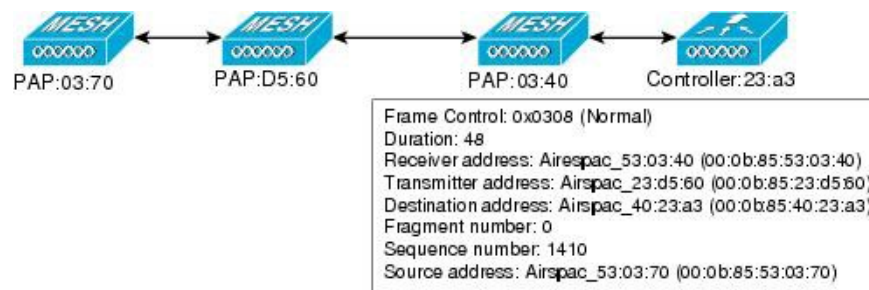 MESH
MESH
MESH
PAP:03:70
PAP:D5:60
PAP:03:40
Controller:23:a3
Frame Control: 0x0308 (Normal)
Duration: 48
Receiver address: Airespac_53:03:40 (00:0b:85:53:03:40)
Transmitter address: Airspac_23:d5:60 (00:0b:85:23:d5:60)
Destination address: Airspac_40:23:a3 (00:0b:85:40:23:a3)
Fragment number: 0
Sequence number: 1410
Source address: Airspac_53:03:70 (00:0b:85:53:03:70)